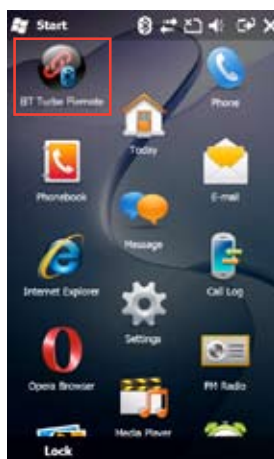 Start
BT Turbo Remote
Phone
Today
Phonebook
E-mail
Message
Internet Explorer
Call Log
Settings
Opera Browser
FM Radio
Media Player
Lock